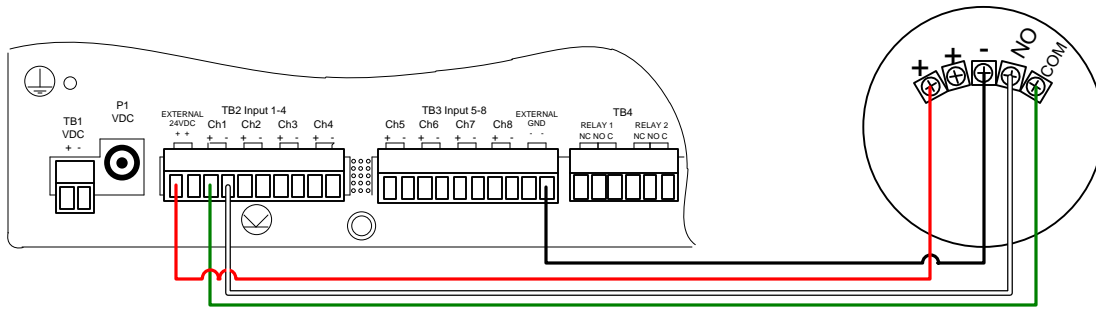 TB1
VDC
+ -
P1
VDC
EXTERNAL
24VDC
+ +
TB2 Input 1-4
Ch1 Ch2 Ch3 Ch4
+ - + - + - + -
TB3 Input 5-8
Ch5 Ch6 Ch7 Ch8
+ - + - + - + -
EXTERNAL
GND
- -
TB4
RELAY 1 RELAY 2
NC NO C NC NO C
+ + - NO COM